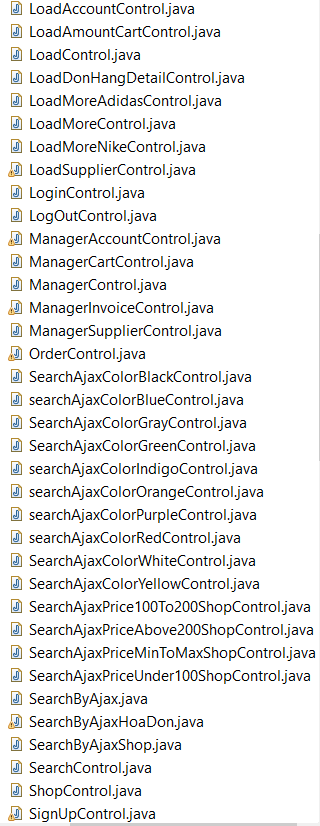 LoadAccountControl.java
LoadAmountCartControl.java
LoadControl.java
LoadDonHangDetailControl.java
LoadMoreAdidasControl.java
LoadMoreControl.java
LoadMoreNikeControl.java
LoadSupplierControl.java
LoginControl.java
LogOutControl.java
ManagerAccountControl.java
ManagerCartControl.java
ManagerControl.java
ManagerInvoiceControl.java
ManagerSupplierControl.java
OrderControl.java
SearchAjaxColorBlackControl.java
searchAjaxColorBlueControl.java
SearchAjaxColorGrayControl.java
SearchAjaxColorGreenControl.java
searchAjaxColorIndigoControl.java
searchAjaxColorOrangeControl.java
searchAjaxColorPurpleControl.java
searchAjaxColorRedControl.java
SearchAjaxColorWhiteControl.java
SearchAjaxColorYellowControl.java
SearchAjaxPrice100To200ShopControl.java
SearchAjaxPriceAbove200ShopControl.java
SearchAjaxPriceMinToMaxShopControl.java
SearchAjaxPriceUnder100ShopControl.java
SearchByAjax.java
SearchByAjaxHoaDon.java
SearchByAjaxShop.java
SearchControl.java
ShopControl.java
SignUpControl.java